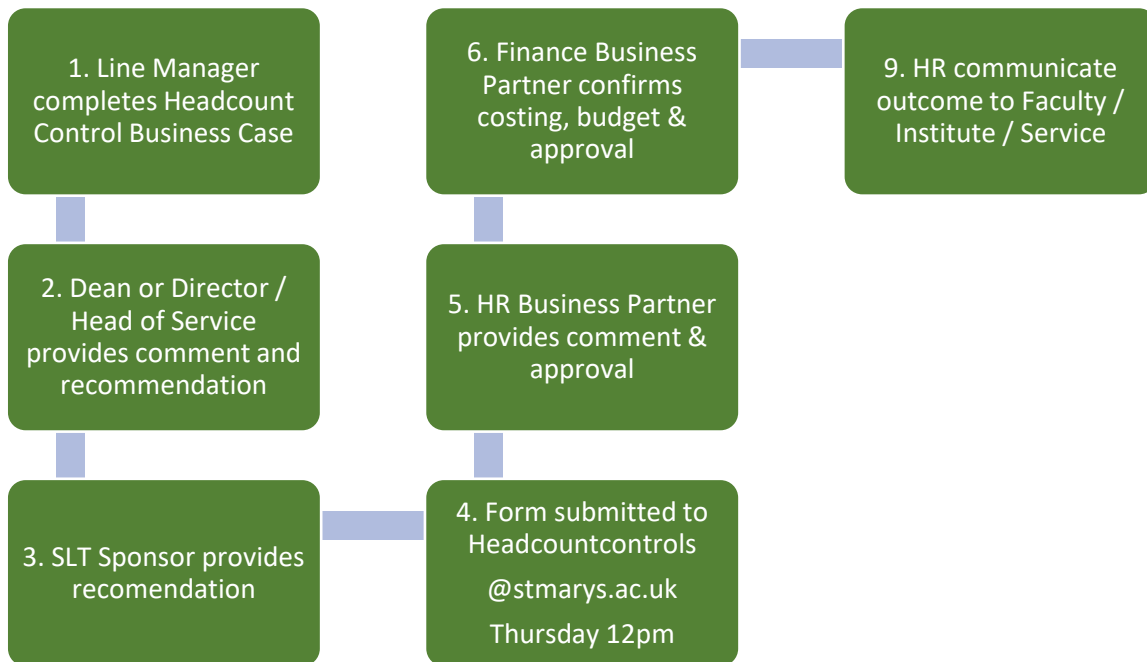 1. Line Manager
completes Headcount
Control Business Case
2. Dean or Director /
Head of Service
provides comment and
recommendation
3. SLT Sponsor provides
recomendation
4. Form submitted to
Headcountcontrols
@stmarys.ac.uk
Thursday 12pm
5. HR Business Partner
provides comment &
approval
6. Finance Business
Partner confirms
costing, budget &
approval
9. HR communicate
outcome to Faculty /
Institute / Service